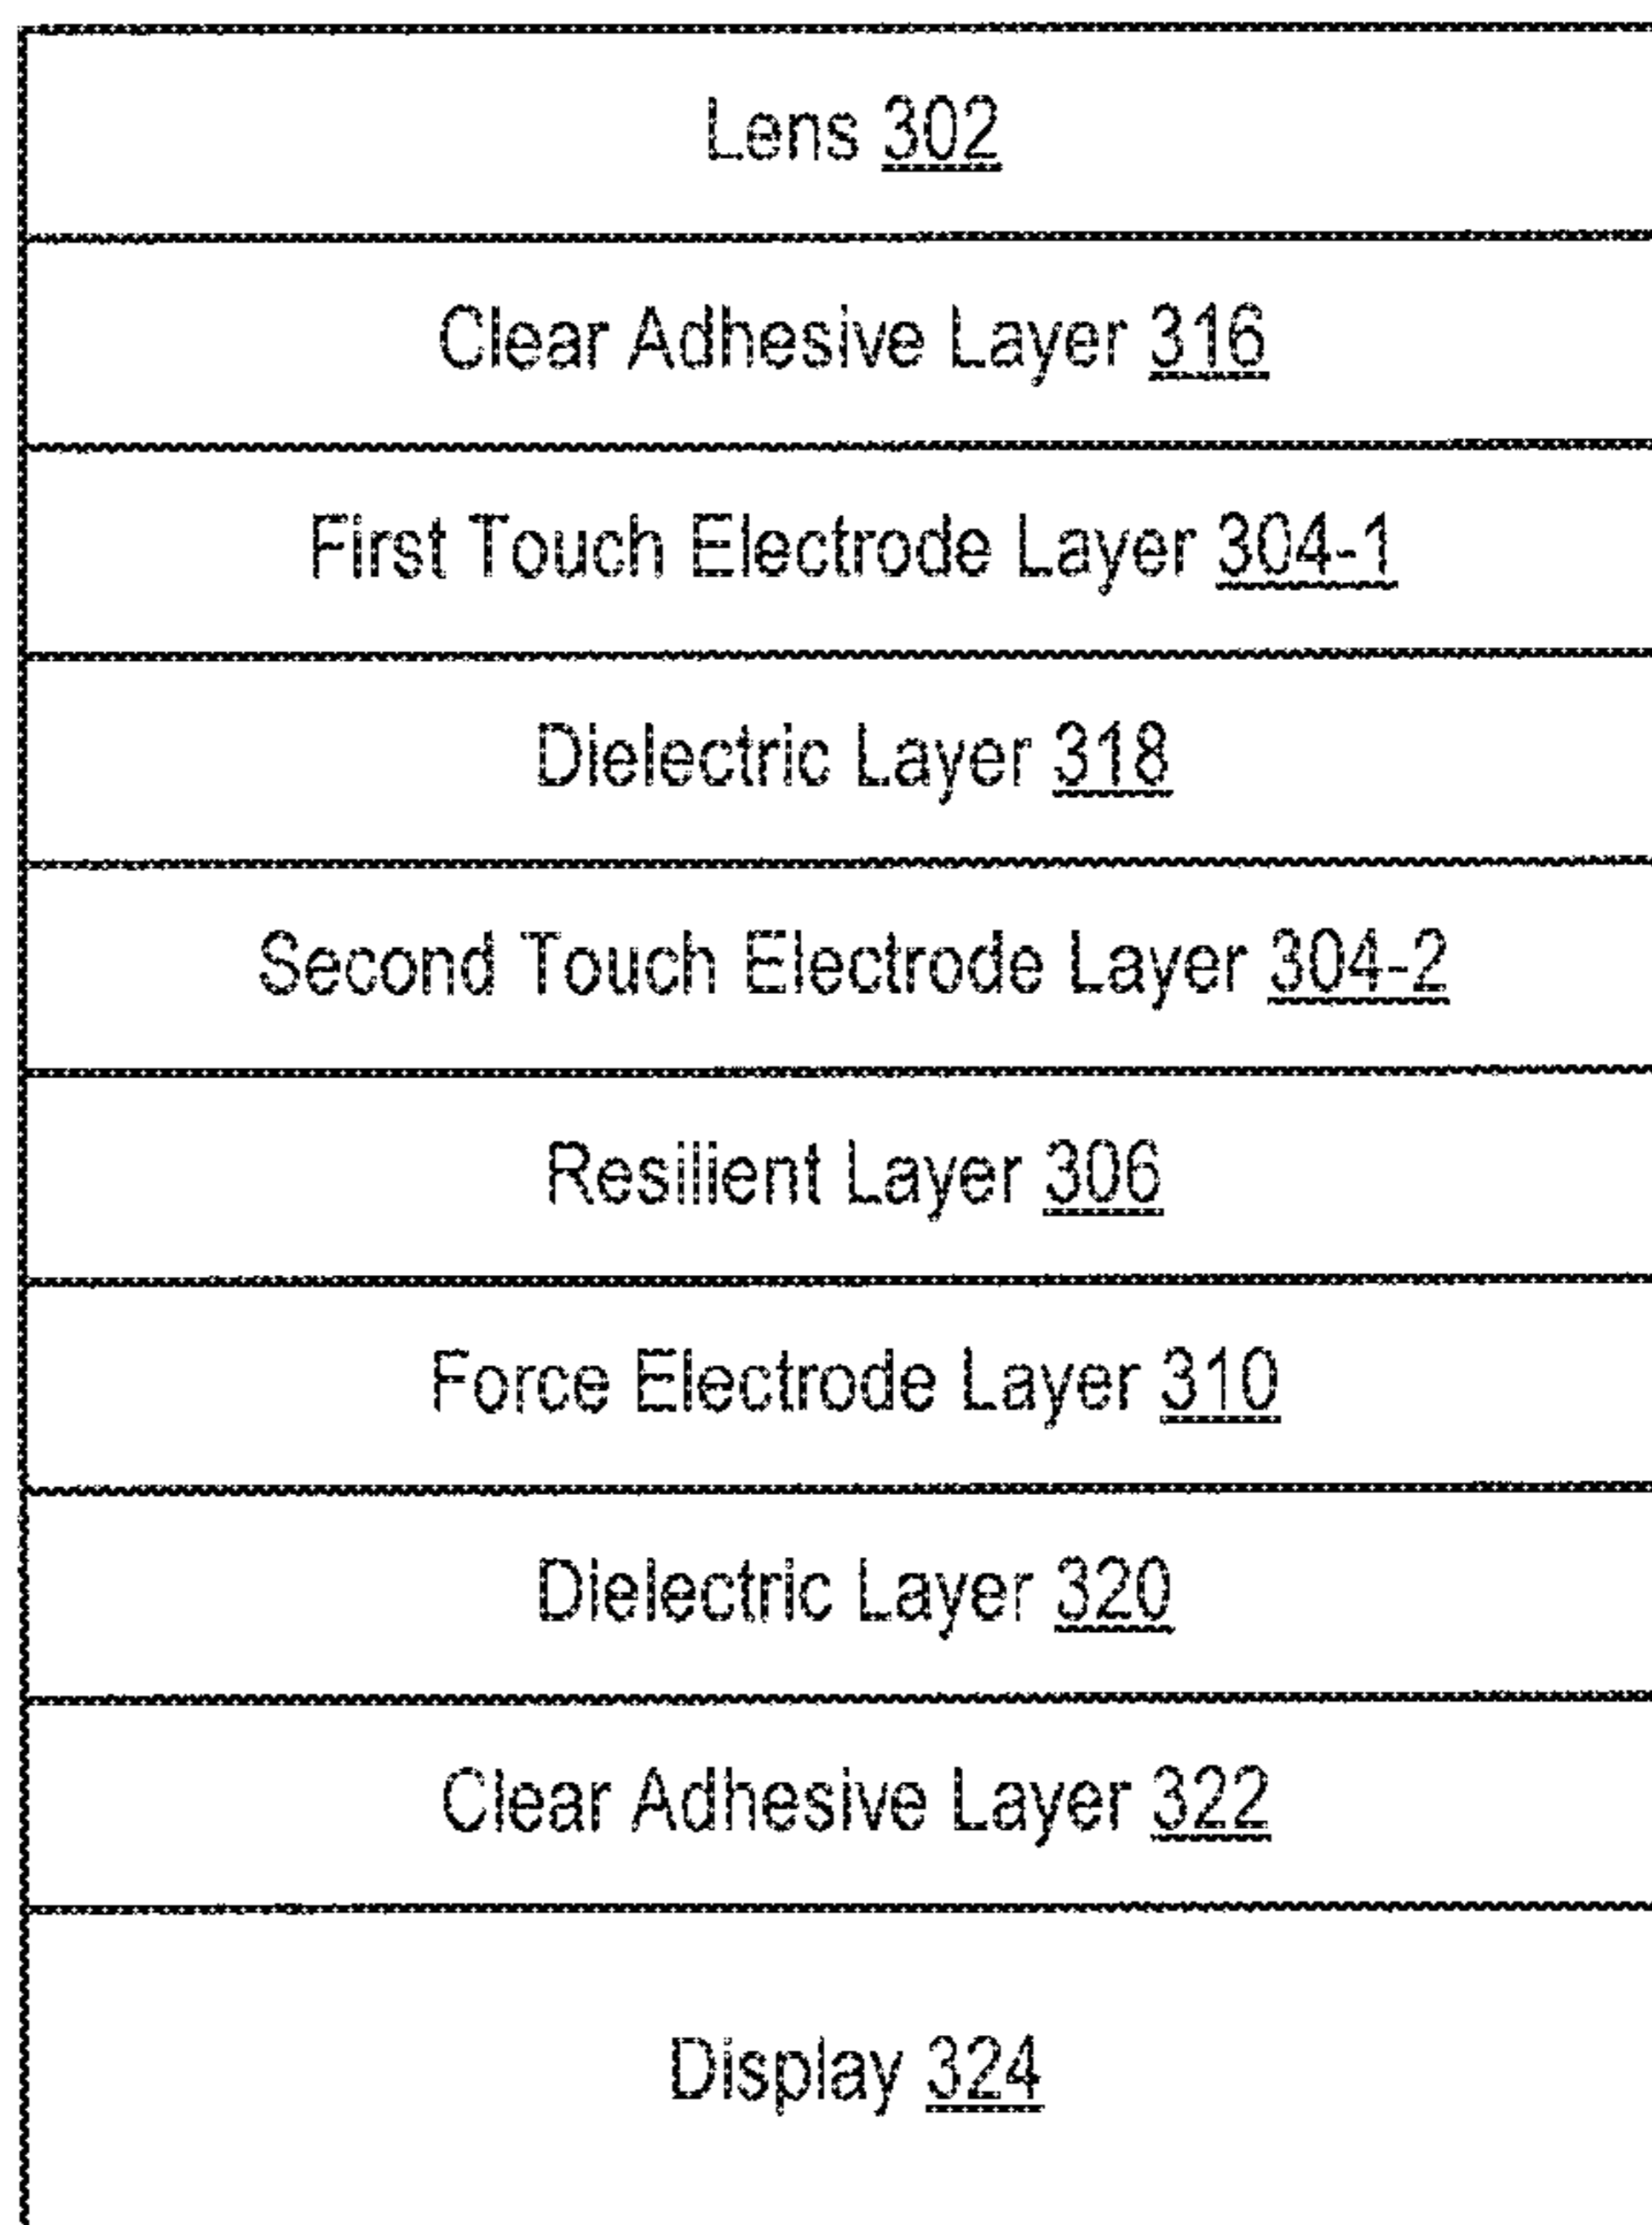 Lens 302
Clear Adhesive Layer 316
First Touch Electrode Layer 304-1
Dielectric Layer 318
Second Touch Electrode Layer 304-2
Resilient Layer 306
Force Electrode Layer 310
Dielectric Layer 320
Clear Adhesive Layer 322
Display 324